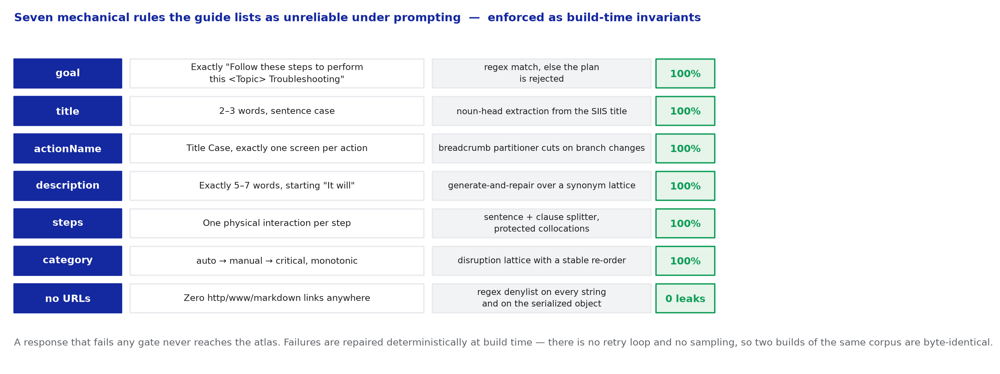 Seven mechanical rules the guide lists as unreliable under prompting — enforced as build-time invariants
goal
Exactly "Follow these steps to perform
this <Topic> Troubleshooting"
regex match, else the plan
is rejected
100%
title
2–3 words, sentence case
noun-head extraction from the SIIS title
100%
actionName
Title Case, exactly one screen per action
breadcrumb partitioner cuts on branch changes
100%
description
Exactly 5–7 words, starting "It will"
generate-and-repair over a synonym lattice
100%
steps
One physical interaction per step
sentence + clause splitter,
protected collocations
100%
category
auto → manual → critical, monotonic
disruption lattice with a stable re-order
100%
no URLs
Zero http/www/markdown links anywhere
regex denylist on every string
and on the serialized object
0 leaks
A response that fails any gate never reaches the atlas. Failures are repaired deterministically at build time — there is no retry loop and no sampling, so two builds of the same corpus are byte-identical.